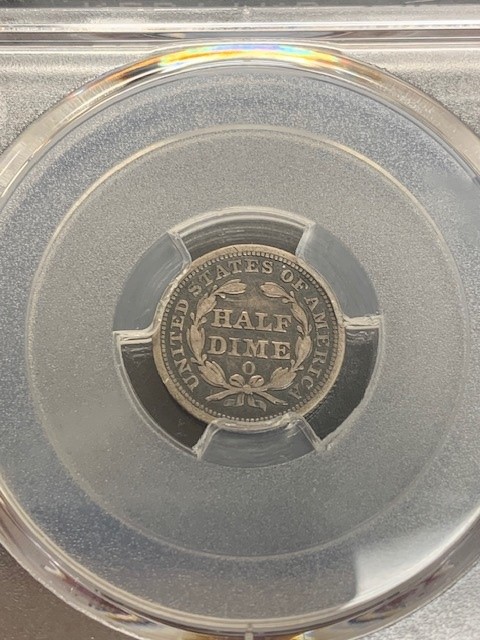 UNITED STATES OF AMERICA
HALF
DIME
O